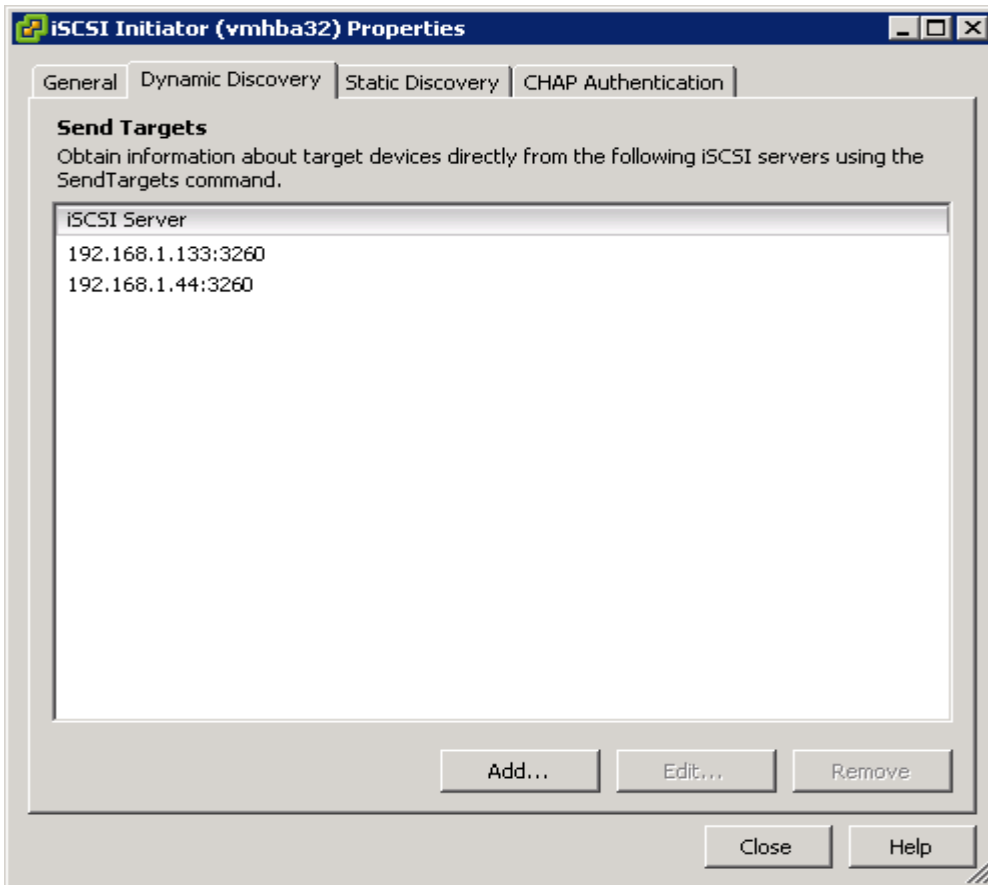 iSCSI Initiator (vmhba32) Properties
General Dynamic Discovery Static Discovery CHAP Authentication
Send Targets
Obtain information about target devices directly from the following iSCSI servers using the
SendTargets command.
iSCSI Server
192.168.1.133:3260
192.168.1.44:3260
Add... Edit... Remove
Close Help